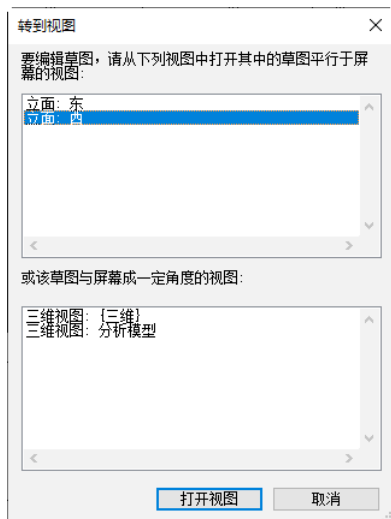 转到视图
要编辑草图，请从下列视图中打开其中的草图平行于屏
幕的视图:
立面: 东
立面: 西
或该草图与屏幕成一定角度的视图:
三维视图: {三维}
三维视图: 分析模型
打开视图
取消